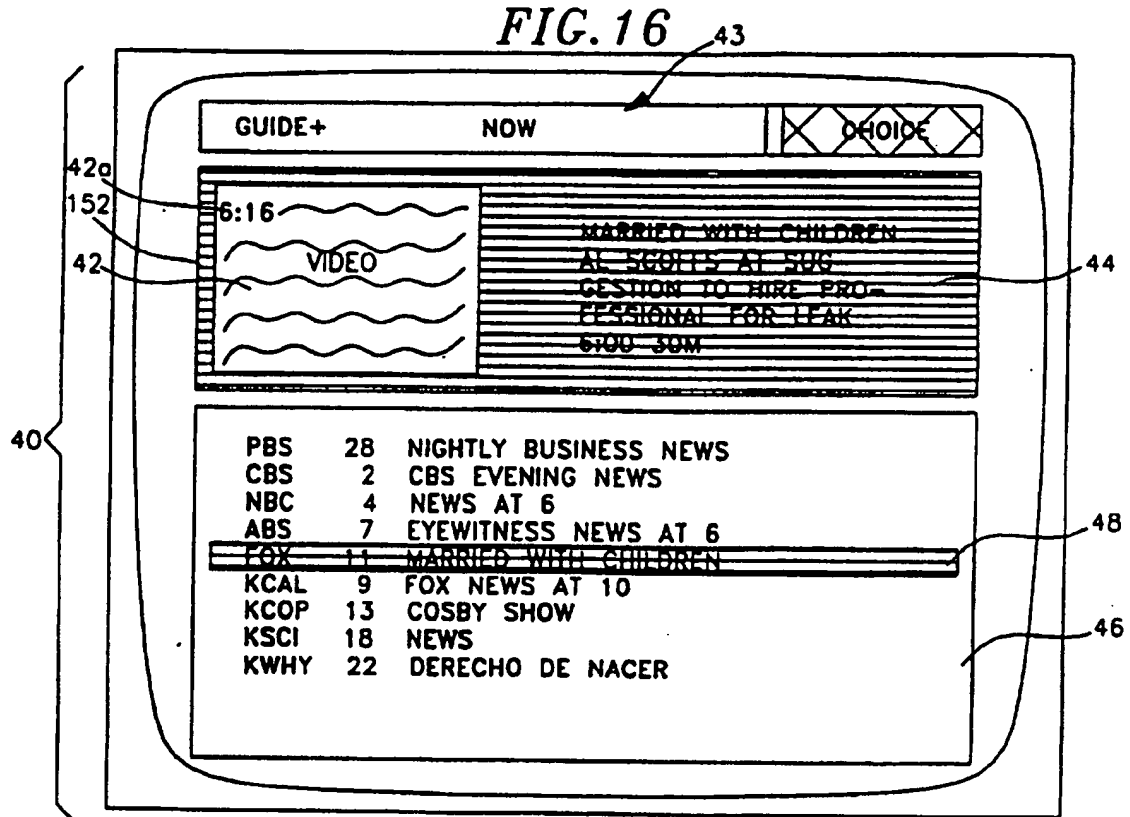 FIG. 16
43
GUIDE+ NOW CHOICE
42a
6:16
152
VIDEO
42
MARRIED WITH CHILDREN
AL SCOFFS AT SUG
GESTION TO HIRE PRO-
FESSIONAL FOR LEAK
6:00 30M
44
40
PBS 28 NIGHTLY BUSINESS NEWS
CBS 2 CBS EVENING NEWS
NBC 4 NEWS AT 6
ABS 7 EYEWITNESS NEWS AT 6
48
FOX 11 MARRIED WITH CHILDREN
KCAL 9 FOX NEWS AT 10
KCOP 13 COSBY SHOW
KSCI 18 NEWS
46
KWHY 22 DERECHO DE NACER